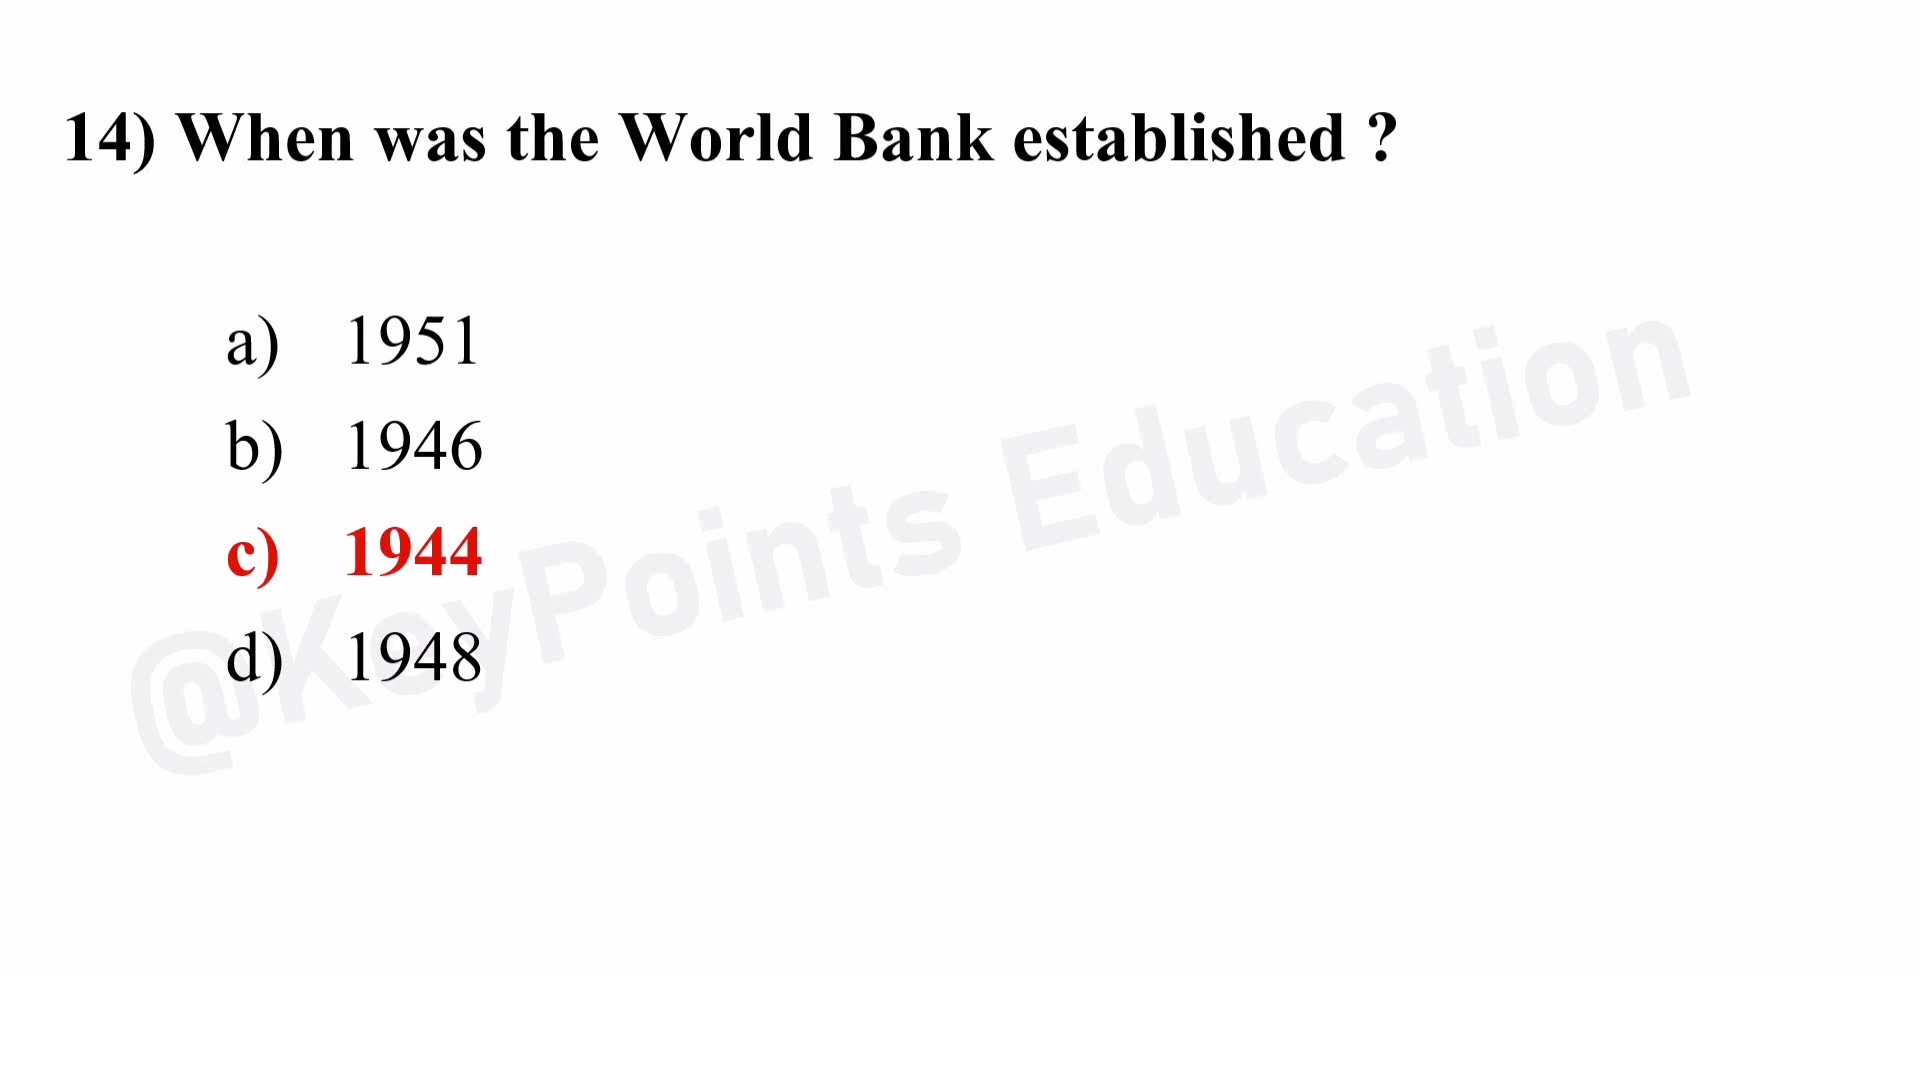 14) When was the World Bank established ?
a) 1951
b) 1946
c) 1944
d) 1948
@KeyPoints Education